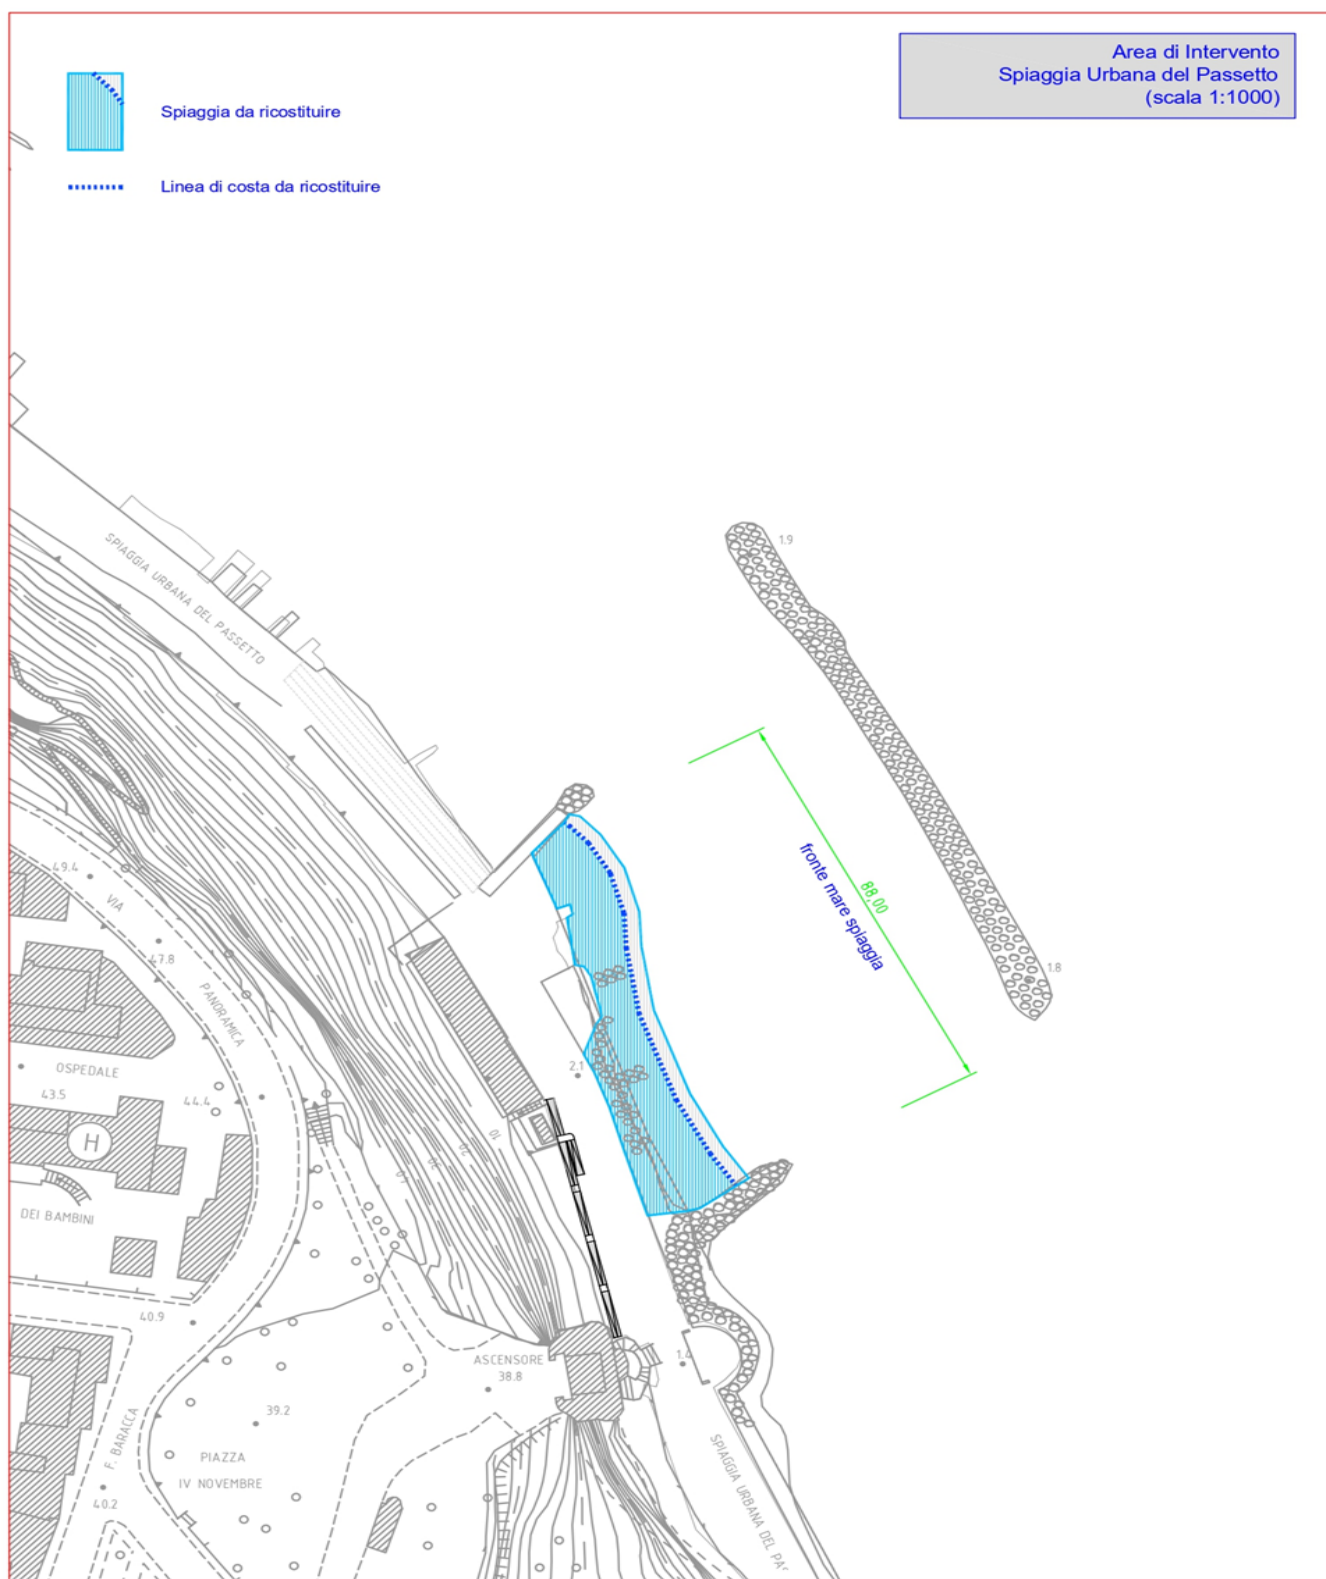 Area di Intervento
Spiaggia Urbana del Passetto
(scala 1:1000)
Spiaggia da ricostituire
Linea di costa da ricostituire
SPIAGGIA URBANA DEL PASSETTO
1.9
1.8
88,00
fronte mare spiaggia
49.4
VIA
PANORAMICA
47.8
OSPEDALE
43.5
44.4
H
DEI BAMBINI
2.1
10
20
30
40.9
ASCENSORE
38.8
1.4
39.2
F. BARACCA
PIAZZA
IV NOVEMBRE
40.2
SPIAGGIA URBANA DEL PA